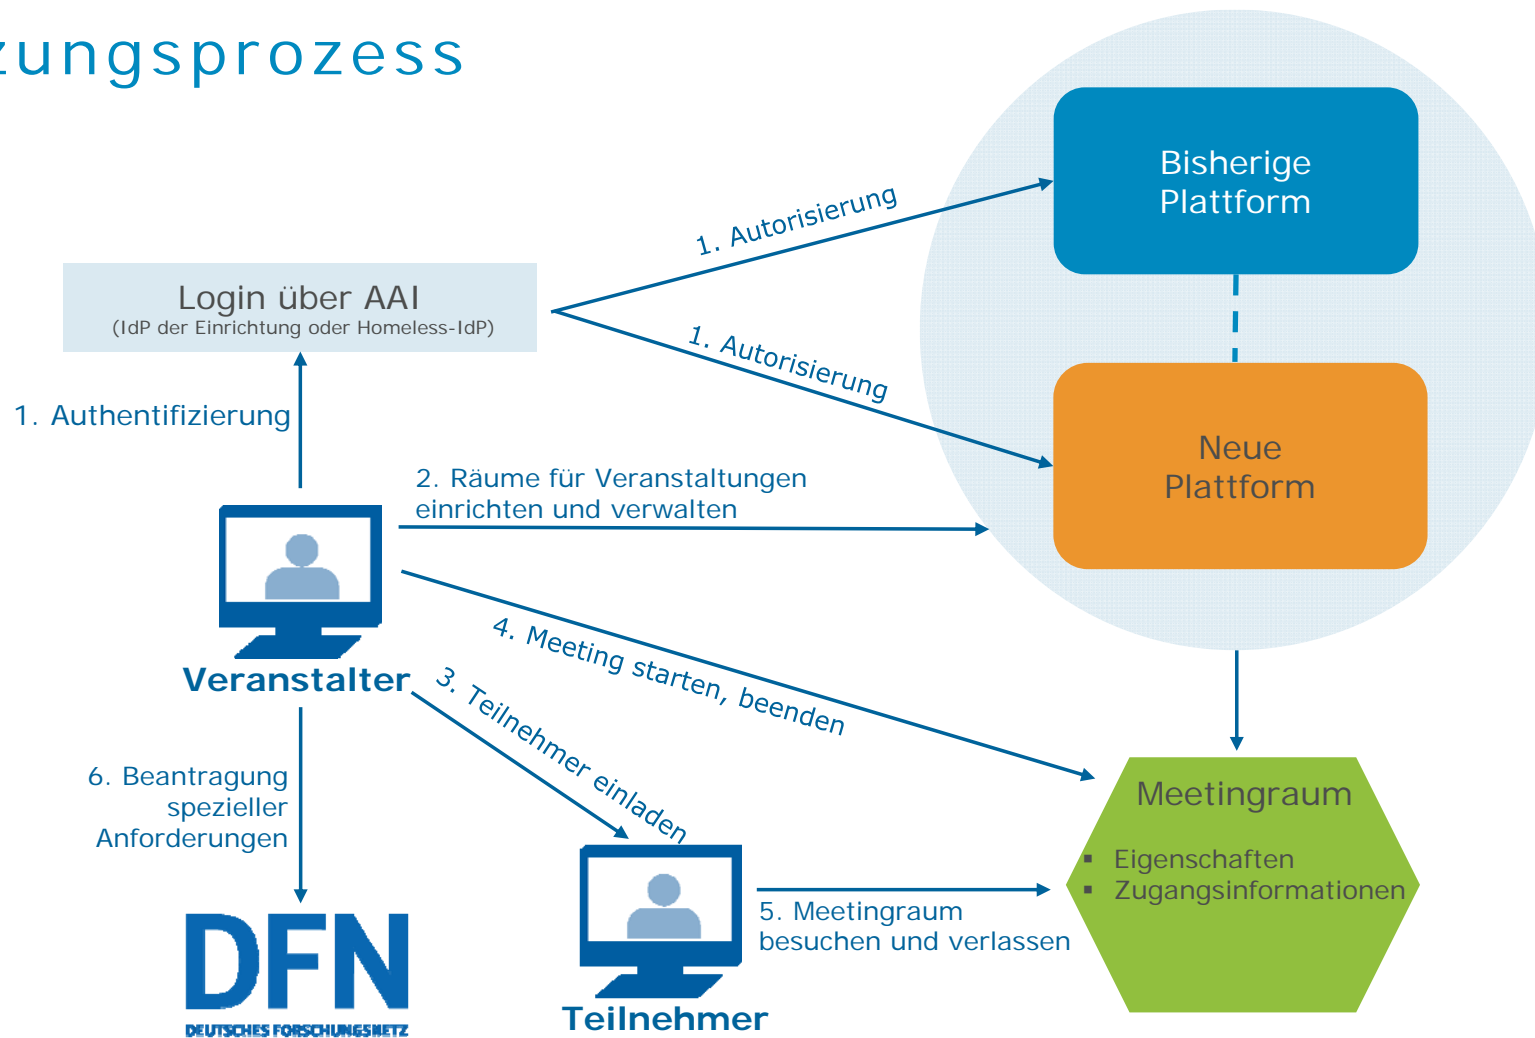 zungsprozess
Bisherige
Plattform
1. Autorisierung
Login über AAI
(IdP der Einrichtung oder Homeless-IdP)
1. Autorisierung
1. Authentifizierung
Neue
Plattform
2. Räume für Veranstaltungen
einrichten und verwalten
4. Meeting starten, beenden
Veranstalter
3. Teilnehmer einladen
6. Beantragung
spezieller
Anforderungen
Meetingraum
▪ Eigenschaften
▪ Zugangsinformationen
5. Meetingraum
besuchen und verlassen
DFN
DEUTSCHES FORSCHUNGSNETZ
Teilnehmer